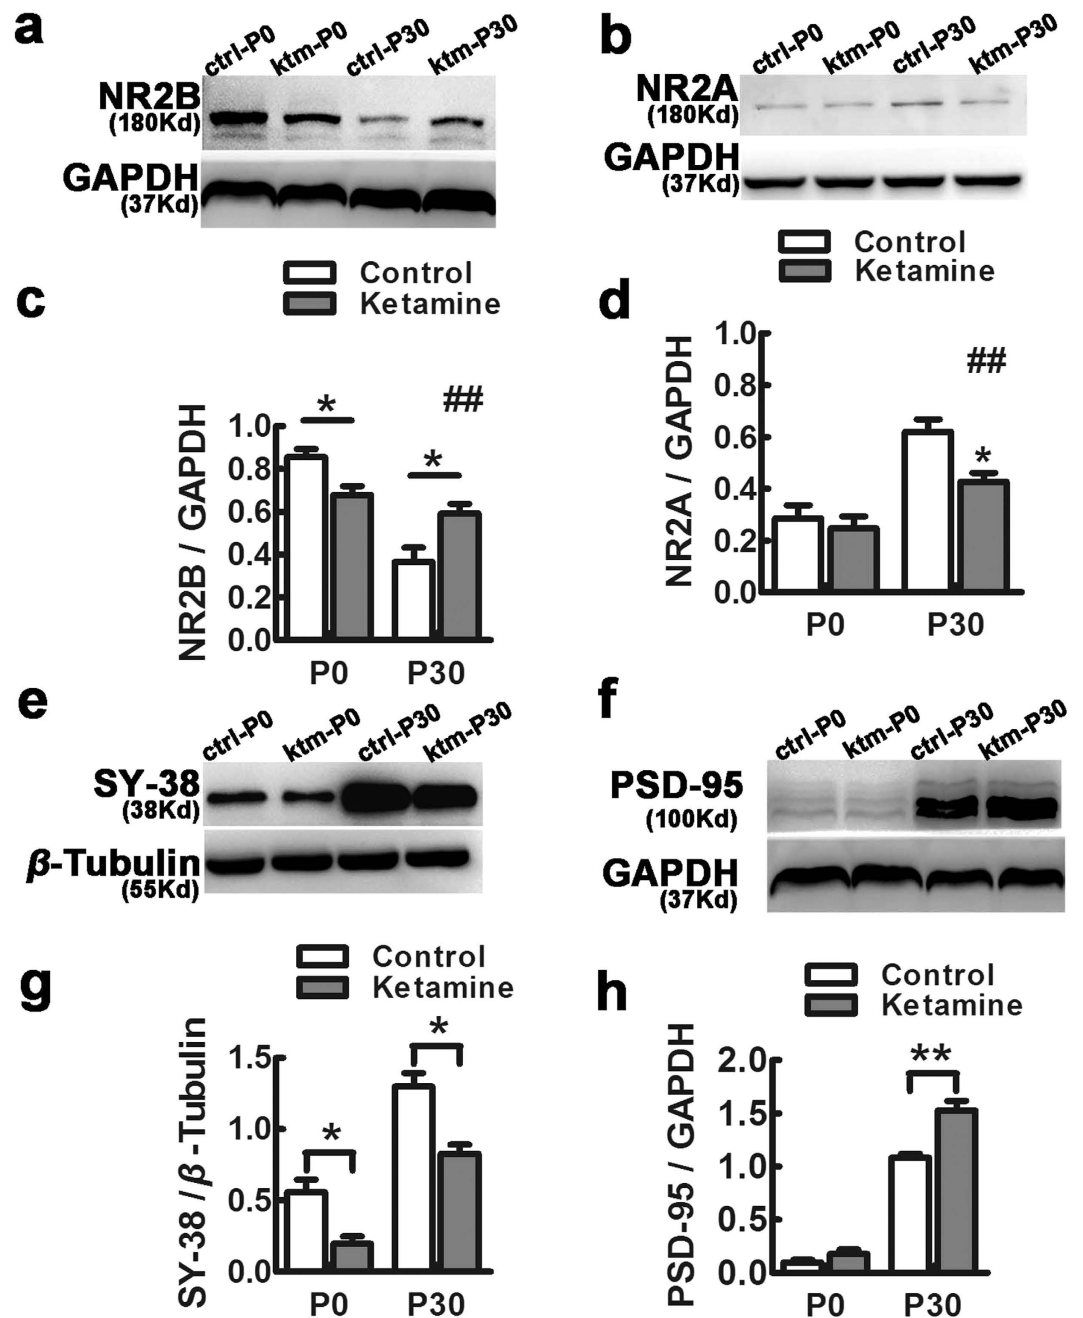 a
ctrl-P0 ktm-P0 ctrl-P30 ktm-P30
NR2B
(180Kd)
GAPDH
(37Kd)
b
ctrl-P0 ktm-P0 ctrl-P30 ktm-P30
NR2A
(180Kd)
GAPDH
(37Kd)
c
Control
Ketamine
NR2B / GAPDH
1.0
0.8
0.6
0.4
0.2
0.0
*
*
##
P0 P30
d
Control
Ketamine
NR2A / GAPDH
1.0
0.8
0.6
0.4
0.2
0.0
##
*
P0 P30
e
ctrl-P0 ktm-P0 ctrl-P30 ktm-P30
SY-38
(38Kd)
β-Tubulin
(55Kd)
f
ctrl-P0 ktm-P0 ctrl-P30 ktm-P30
PSD-95
(100Kd)
GAPDH
(37Kd)
g
Control
Ketamine
SY-38 / β -Tubulin
1.5
1.0
0.5
0.0
*
*
P0 P30
h
Control
Ketamine
PSD-95 / GAPDH
2.0
1.5
1.0
0.5
0.0
**
P0 P30